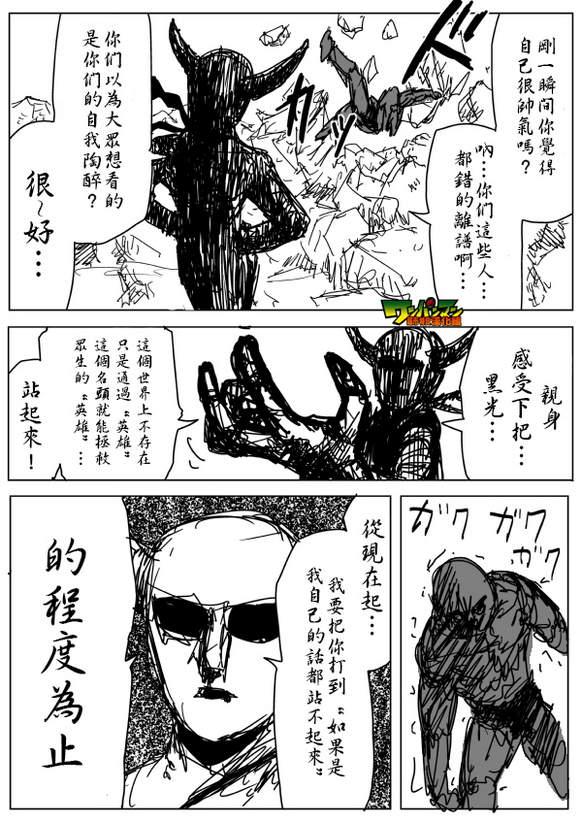 剛一瞬間你覺得
自己很帥氣嗎？
吶…你們這些人…
都錯的離譜啊…
ドガッ
你們以為大眾想看的
是你們的自我陶醉？
很～好…
ワンパンマン
親身
感受下把…
黑光…
這個世界上不存在
只是通過“英雄”
這個名頭就能拯救
眾生的“英雄”…
站起來！
ガク
ガク
ガク
從現在起…
我要把你打到“如果是
我自己的話都站不起來”
的程度為止